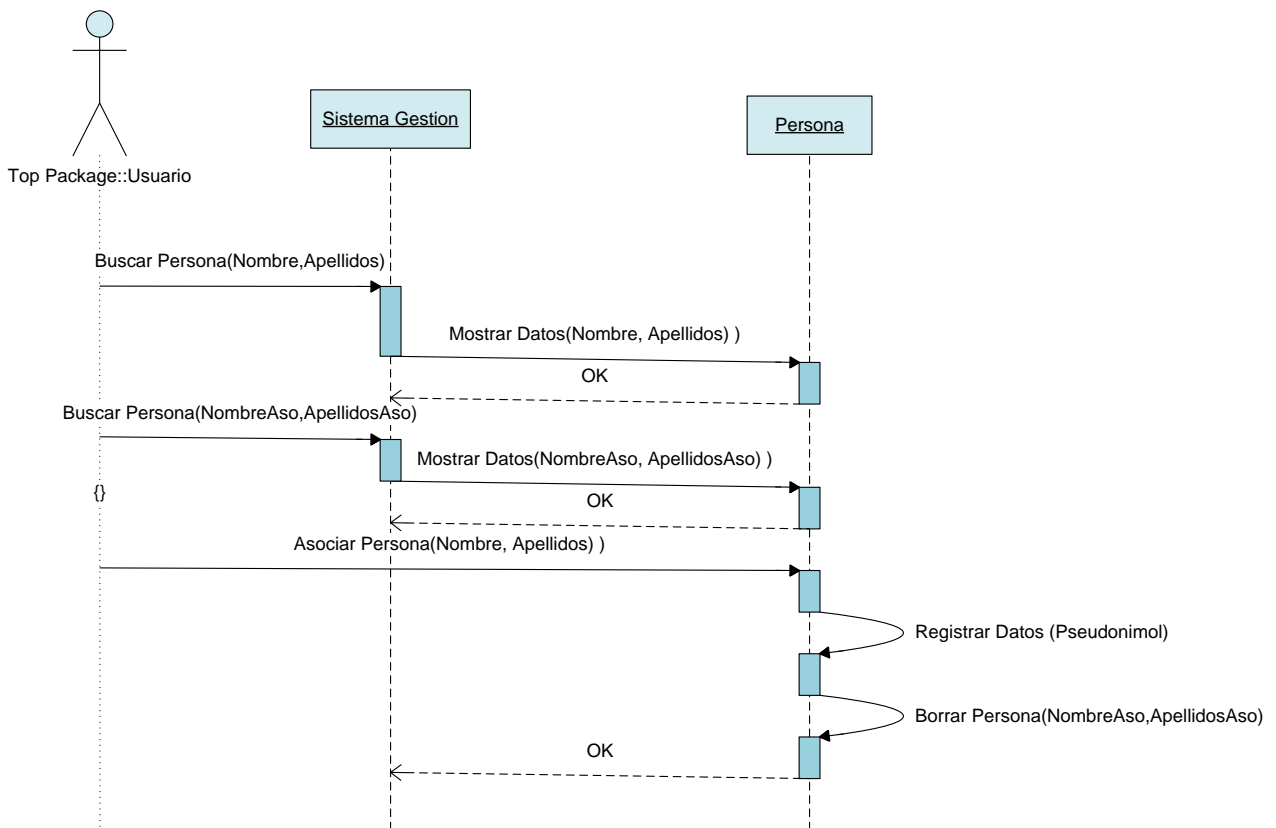 Sistema Gestion
Persona
Top Package::Usuario
Buscar Persona(Nombre,Apellidos)
Mostrar Datos(Nombre, Apellidos) )
OK
Buscar Persona(NombreAso,ApellidosAso)
Mostrar Datos(NombreAso, ApellidosAso) )
{}
OK
Asociar Persona(Nombre, Apellidos) )
Registrar Datos (Pseudonimol)
Borrar Persona(NombreAso,ApellidosAso)
OK